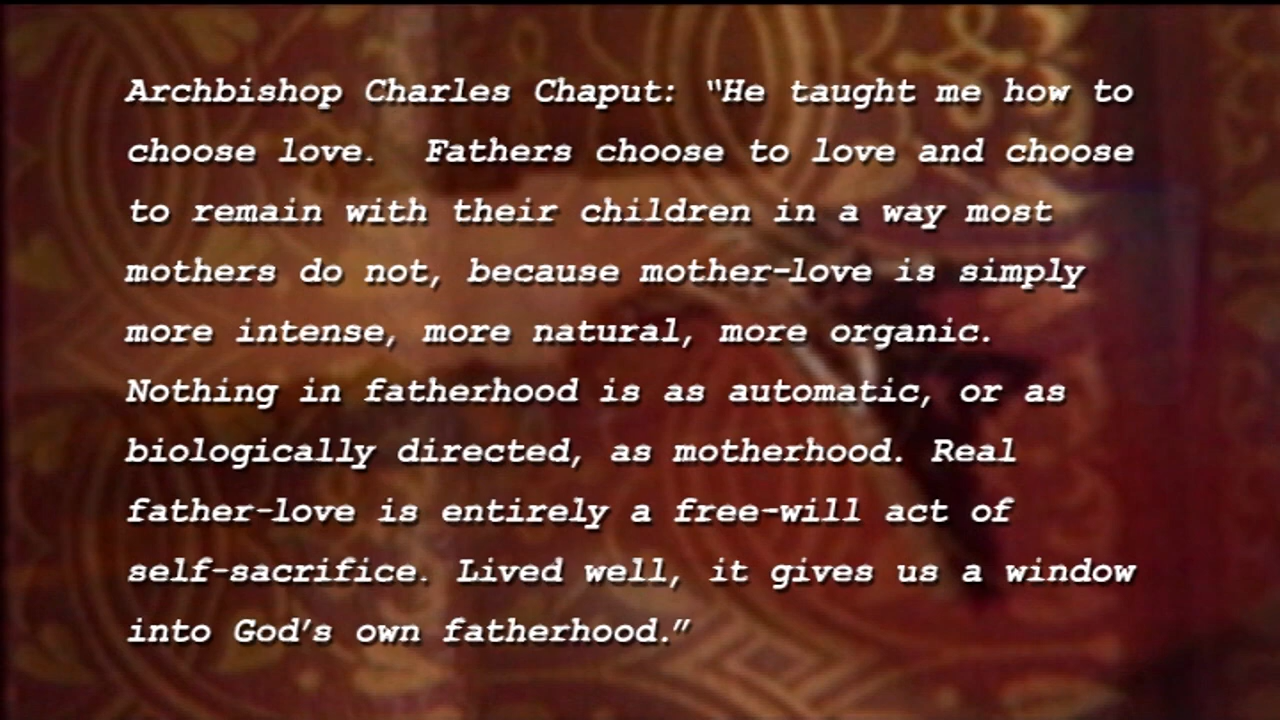 Archbishop Charles Chaput: “He taught me how to
choose love.  Fathers choose to love and choose
to remain with their children in a way most
mothers do not, because mother-love is simply
more intense, more natural, more organic.
Nothing in fatherhood is as automatic, or as
biologically directed, as motherhood. Real
father-love is entirely a free-will act of
self-sacrifice. Lived well, it gives us a window
into God’s own fatherhood.”